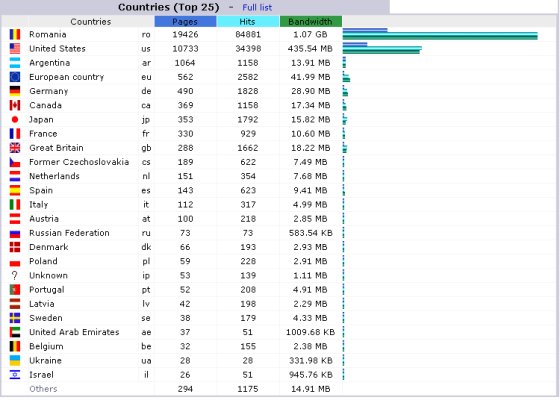 Countries (Top 25) - Full list
Countries Pages Hits Bandwidth
Romania ro 19426 84881 1.07 GB
United States us 10733 34398 435.54 MB
Argentina ar 1064 1158 13.91 MB
European country eu 562 2582 41.99 MB
Germany de 490 1828 28.90 MB
Canada ca 369 1158 17.34 MB
Japan jp 353 1792 15.82 MB
France fr 330 929 10.60 MB
Great Britain gb 288 1662 18.22 MB
Former Czechoslovakia cs 189 622 7.49 MB
Netherlands nl 151 354 7.68 MB
Spain es 143 623 9.41 MB
Italy it 112 317 4.99 MB
Austria at 100 218 2.85 MB
Russian Federation ru 73 73 583.54 KB
Denmark dk 66 193 2.93 MB
Poland pl 59 228 2.91 MB
? Unknown ip 53 139 1.11 MB
Portugal pt 52 208 4.91 MB
Latvia lv 42 198 2.29 MB
Sweden se 38 179 4.33 MB
United Arab Emirates ae 37 51 1009.68 KB
Belgium be 32 155 2.38 MB
Ukraine ua 28 28 331.98 KB
Israel il 26 51 945.76 KB
Others 294 1175 14.91 MB